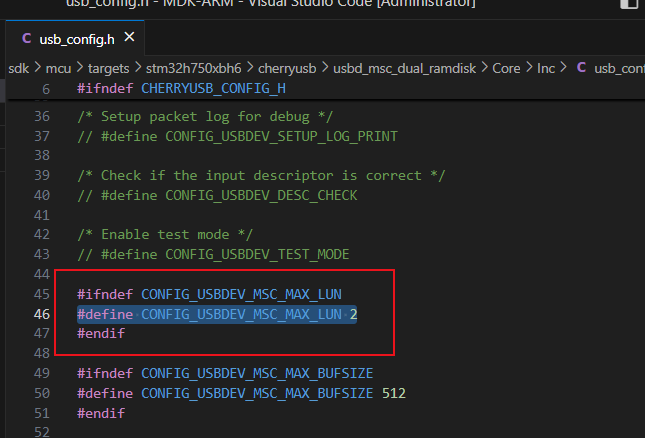 usb_config.h - MDK-ARM - Visual Studio Code [Administrator]
C usb_config.h ×
sdk > mcu > targets > stm32h750xbh6 > cherryusb > usbd_msc_dual_ramdisk > Core > Inc > C usb_conf
6 #ifndef CHERRYUSB_CONFIG_H
36 /* Setup packet log for debug */
37 // #define CONFIG_USBDEV_SETUP_LOG_PRINT
38
39 /* Check if the input descriptor is correct */
40 // #define CONFIG_USBDEV_DESC_CHECK
41
42 /* Enable test mode */
43 // #define CONFIG_USBDEV_TEST_MODE
44
45 #ifndef CONFIG_USBDEV_MSC_MAX_LUN
46 #define CONFIG_USBDEV_MSC_MAX_LUN 2
47 #endif
48
49 #ifndef CONFIG_USBDEV_MSC_MAX_BUFSIZE
50 #define CONFIG_USBDEV_MSC_MAX_BUFSIZE 512
51 #endif
52